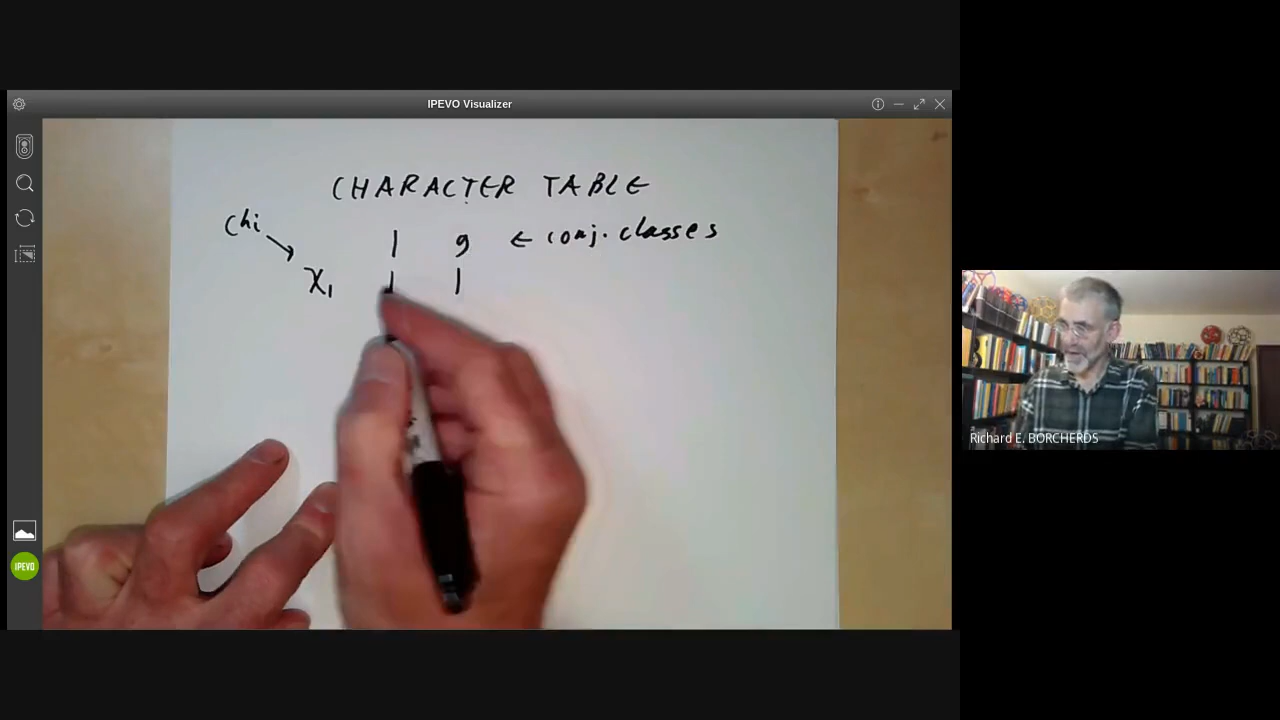 IPEVO Visualizer
CHARACTER TABLE
Chi
1 g ← conj. classes
χ₁ 1 1
IPEVO
Richard E. BORCHERDS